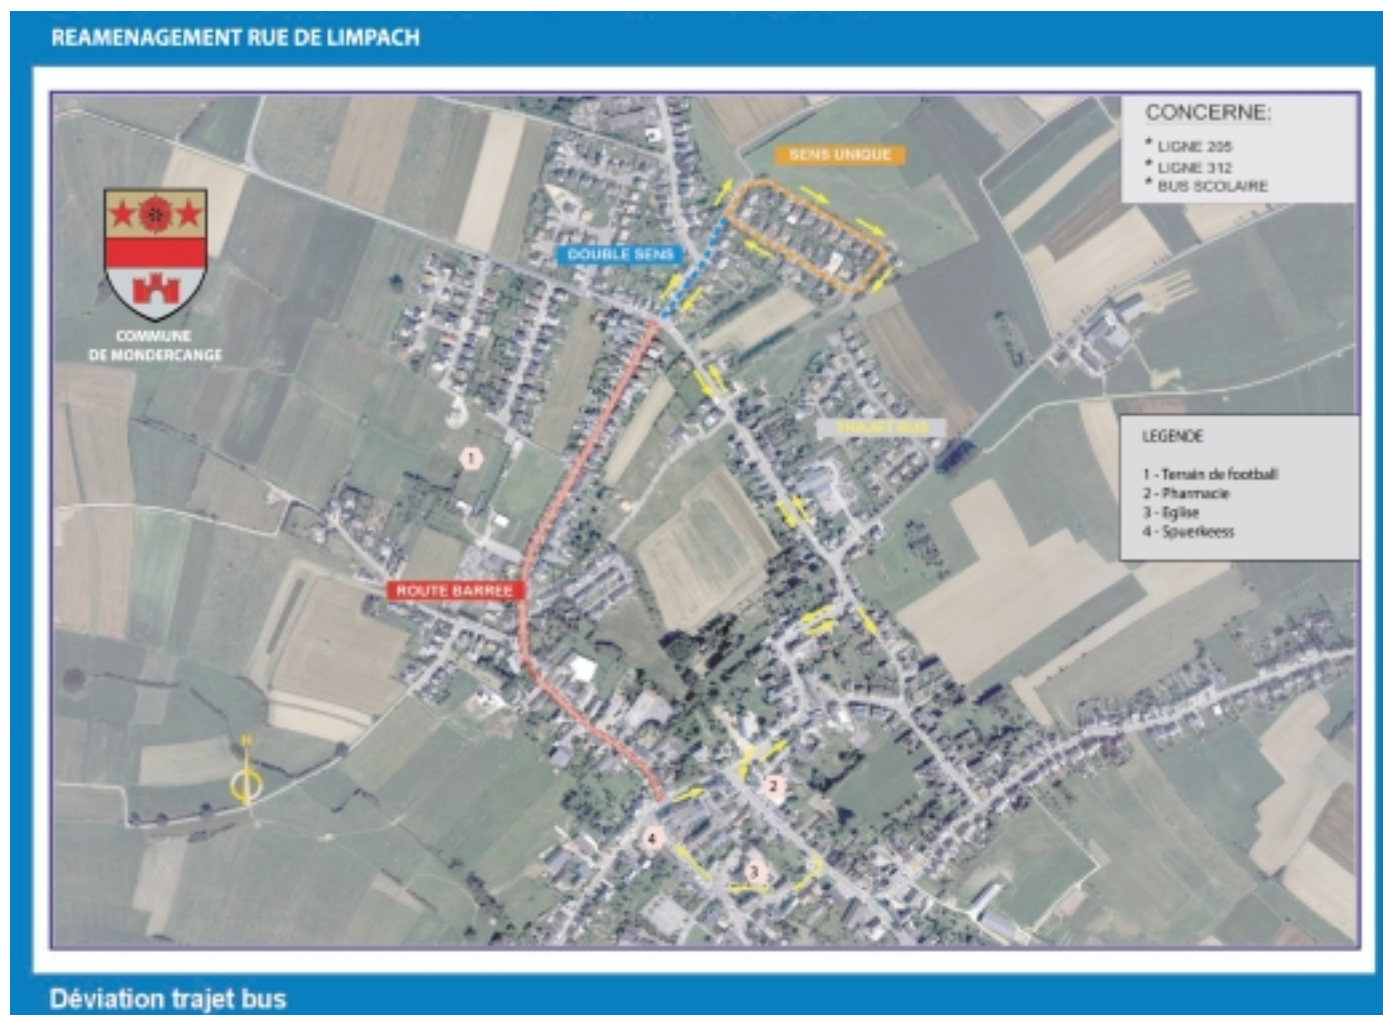 REAMENAGEMENT RUE DE LIMPACH
CONCERNE:
* LIGNE 205
* LIGNE 312
* BUS SCOLAIRE
SENS UNIQUE
DOUBLE SENS
COMMUNE
DE MONDERCANGE
TRAJET BUS
LEGENDE
1 - Terrain de football
2 - Pharmacie
3 - Eglise
4 - Spuerkeess
1
ROUTE BARREE
N
2
4
3
Déviation trajet bus